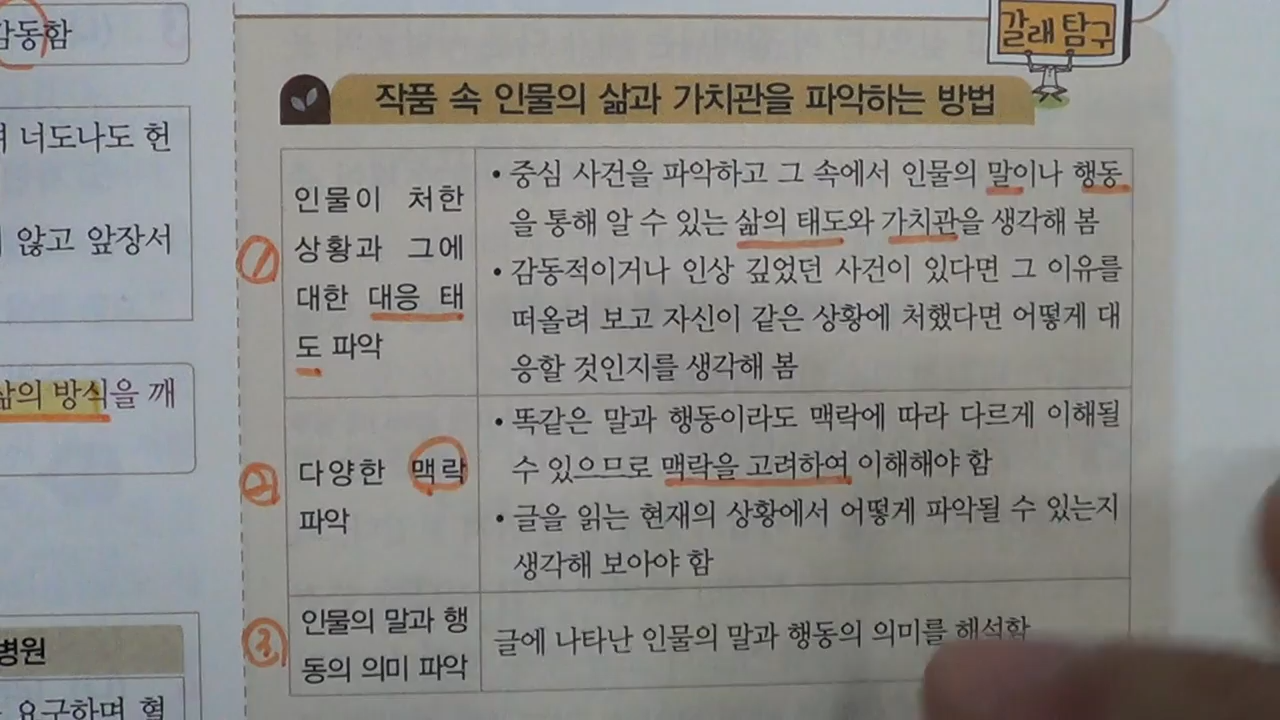 감동함
너도나도 헌
않고 앞장서
삶의 방식을 깨
병원
요구하며 혈
갈래 탐구
작품 속 인물의 삶과 가치관을 파악하는 방법
①
인물이 처한
상황과 그에
대한 대응 태
도 파악
• 중심 사건을 파악하고 그 속에서 인물의 말이나 행동
을 통해 알 수 있는 삶의 태도와 가치관을 생각해 봄
• 감동적이거나 인상 깊었던 사건이 있다면 그 이유를
떠올려 보고 자신이 같은 상황에 처했다면 어떻게 대
응할 것인지를 생각해 봄
②
다양한 맥락
파악
• 똑같은 말과 행동이라도 맥락에 따라 다르게 이해될
수 있으므로 맥락을 고려하여 이해해야 함
• 글을 읽는 현재의 상황에서 어떻게 파악될 수 있는지
생각해 보아야 함
③
인물의 말과 행
동의 의미 파악
글에 나타난 인물의 말과 행동의 의미를 해석함